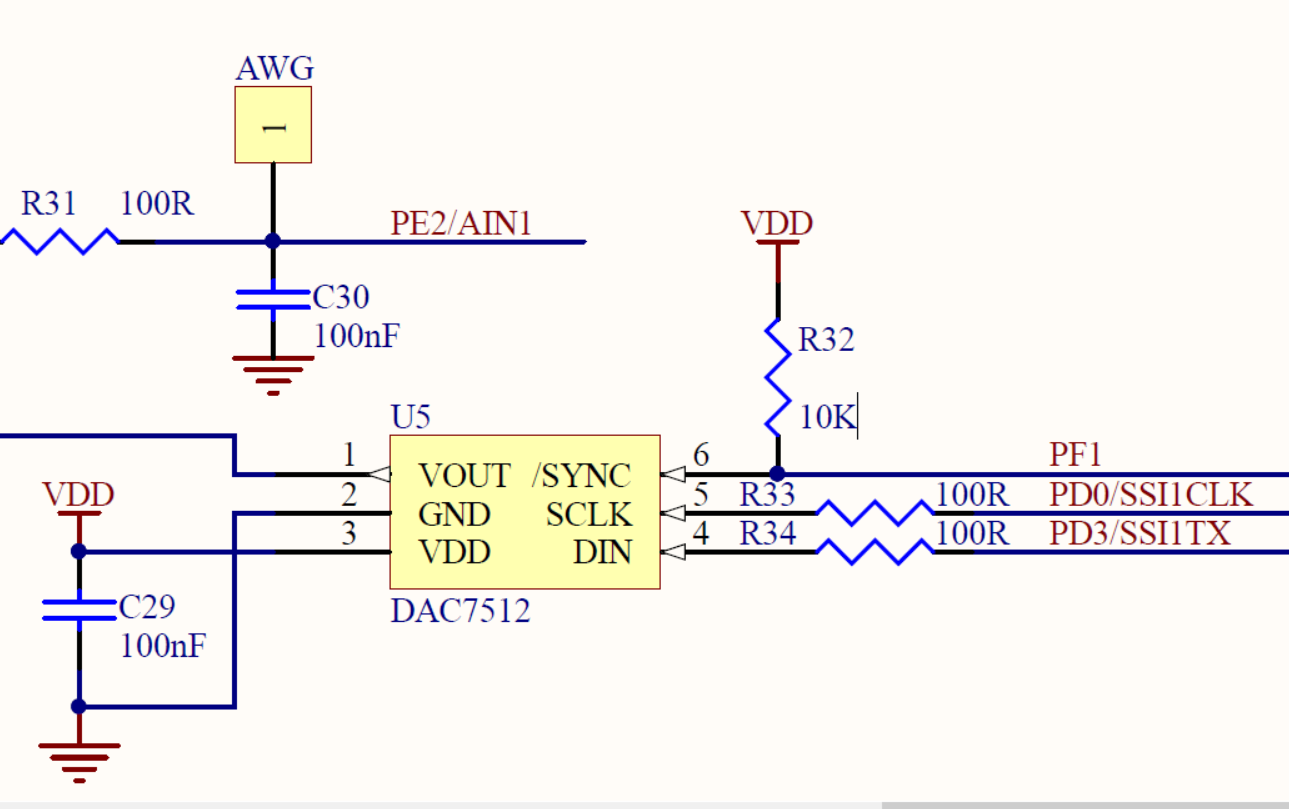 AWG
1
R31 100R
PE2/AIN1
VDD
C30
100nF
R32
10K
U5
1 VOUT /SYNC 6 PF1
VDD
2 GND SCLK 5 R33 100R PD0/SSI1CLK
3 VDD DIN 4 R34 100R PD3/SSI1TX
C29
100nF
DAC7512